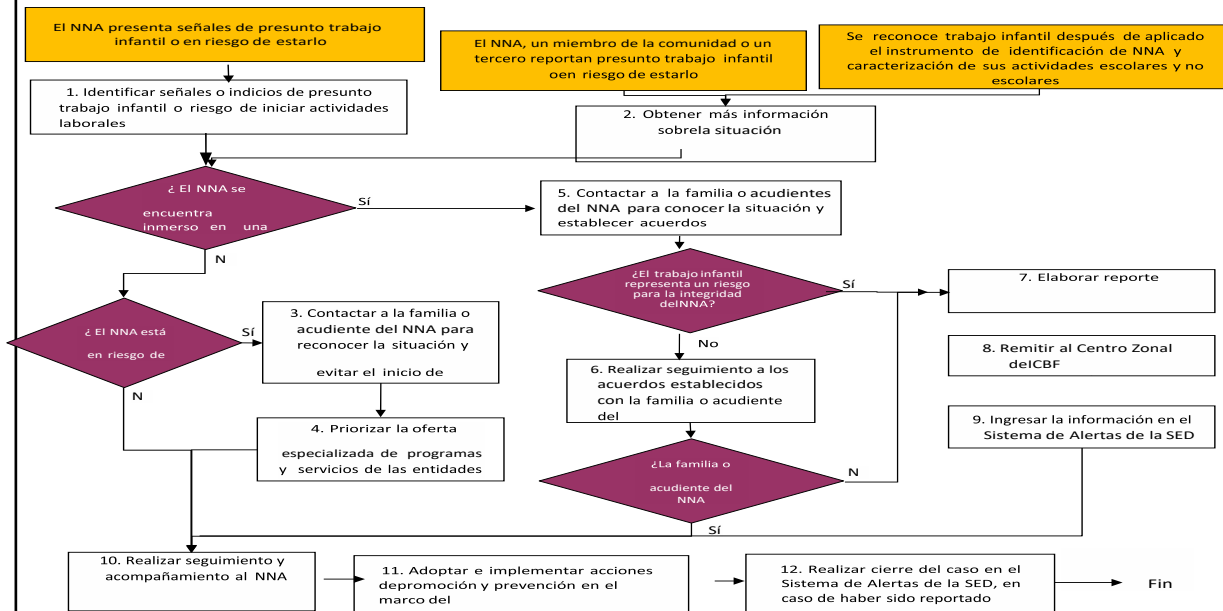 El NNA presenta señales de presunto trabajo
infantil o en riesgo de estarlo
El NNA, un miembro de la comunidad o un
tercero reportan presunto trabajo infantil
oen riesgo de estarlo
Se reconoce trabajo infantil después de aplicado
el instrumento de identificación de NNA y
caracterización de sus actividades escolares y no
escolares
1. Identificar señales o indicios de presunto
trabajo infantil o riesgo de iniciar actividades
laborales
2. Obtener más información
sobrela situación
¿ El NNA se
encuentra
inmerso en una
Sí
N
5. Contactar a la familia o acudientes
del NNA para conocer la situación y
establecer acuerdos
¿El trabajo infantil
representa un riesgo
para la integridad
delNNA?
Sí
No
7. Elaborar reporte
¿ El NNA está
en riesgo de
Sí
N
3. Contactar a la familia o
acudiente del NNA para
reconocer la situación y
evitar el inicio de
8. Remitir al Centro Zonal
deICBF
6. Realizar seguimiento a los
acuerdos establecidos
con la familia o acudiente
del
4. Priorizar la oferta
especializada de programas
y servicios de las entidades
9. Ingresar la información en el
Sistema de Alertas de la SED
¿La familia o
acudiente del
NNA
N
Sí
10. Realizar seguimiento y
acompañamiento al NNA
11. Adoptar e implementar acciones
depromoción y prevención en el
marco del
12. Realizar cierre del caso en el
Sistema de Alertas de la SED, en
caso de haber sido reportado
Fin